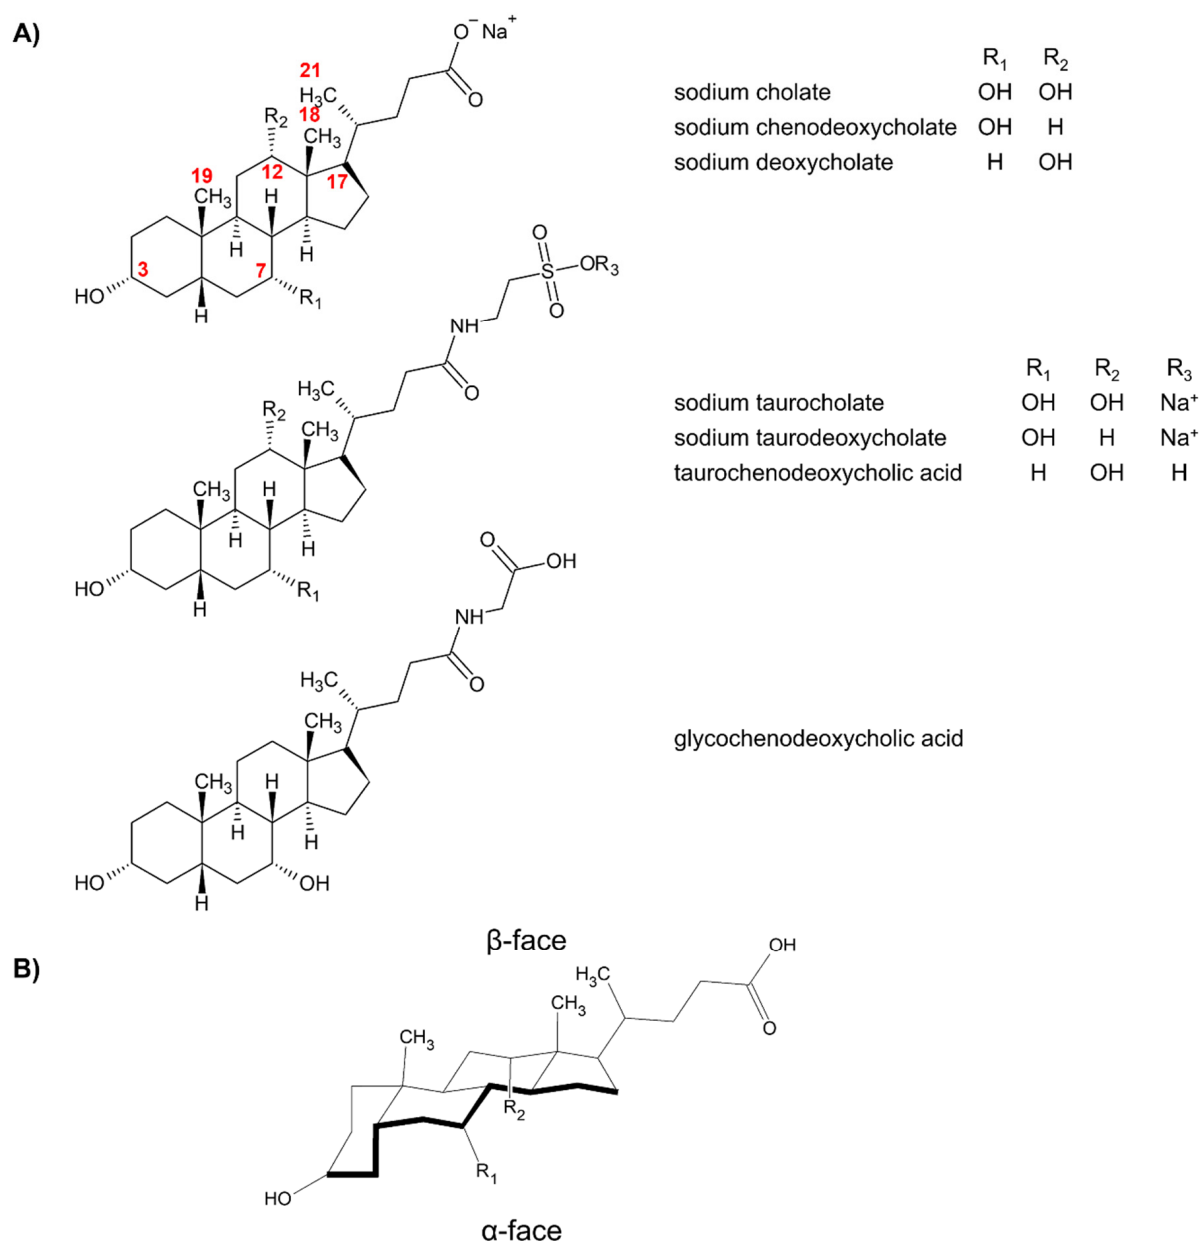 A)
O⁻ Na⁺
21
H₃C
O
R₂
18
CH₃
12
17
19
CH₃
H
H
H
3
7
HO
H
R₁
R₁ R₂
sodium cholate OH OH
sodium chenodeoxycholate OH H
sodium deoxycholate H OH
O
S
OR₃
O
NH
H₃C
O
R₂
CH₃
CH₃
H
H
H
HO
H
R₁
R₁ R₂ R₃
sodium taurocholate OH OH Na⁺
sodium taurodeoxycholate OH H Na⁺
taurochenodeoxycholic acid H OH H
O
OH
NH
H₃C
O
CH₃
CH₃
H
H
H
HO
H
OH
glycochenodeoxycholic acid
B)
β-face
OH
H₃C
O
CH₃
CH₃
R₂
R₁
HO
α-face